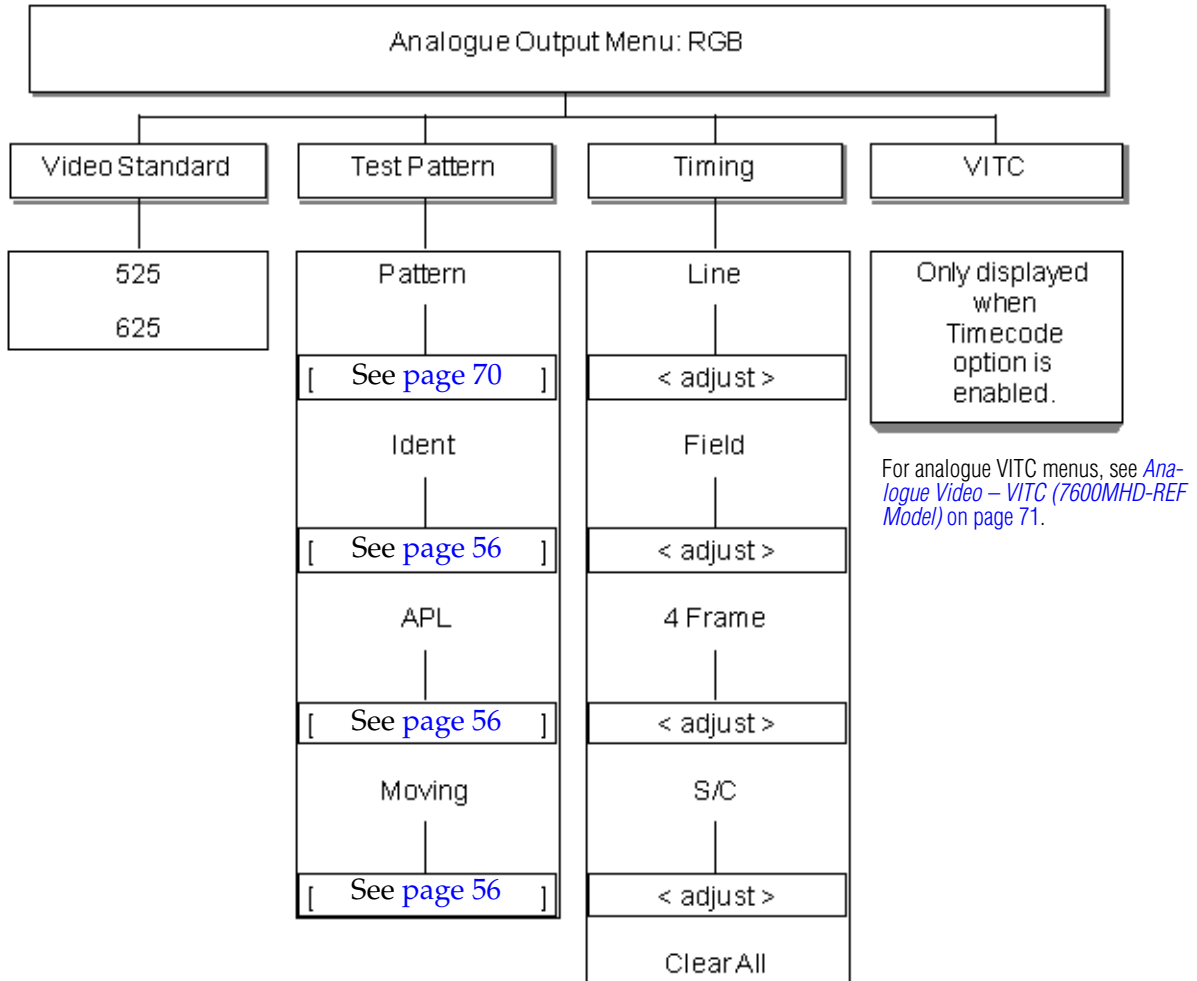 Analogue Output Menu: RGB
Video Standard
Test Pattern
Timing
VITC
525
625
Pattern
[ See page 70 ]
Ident
[ See page 56 ]
APL
[ See page 56 ]
Moving
[ See page 56 ]
Line
< adjust >
Field
< adjust >
4 Frame
< adjust >
S/C
< adjust >
Clear All
Only displayed
when
Timecode
option is
enabled.
For analogue VITC menus, see Ana-
logue Video – VITC (7600MHD-REF
Model) on page 71.